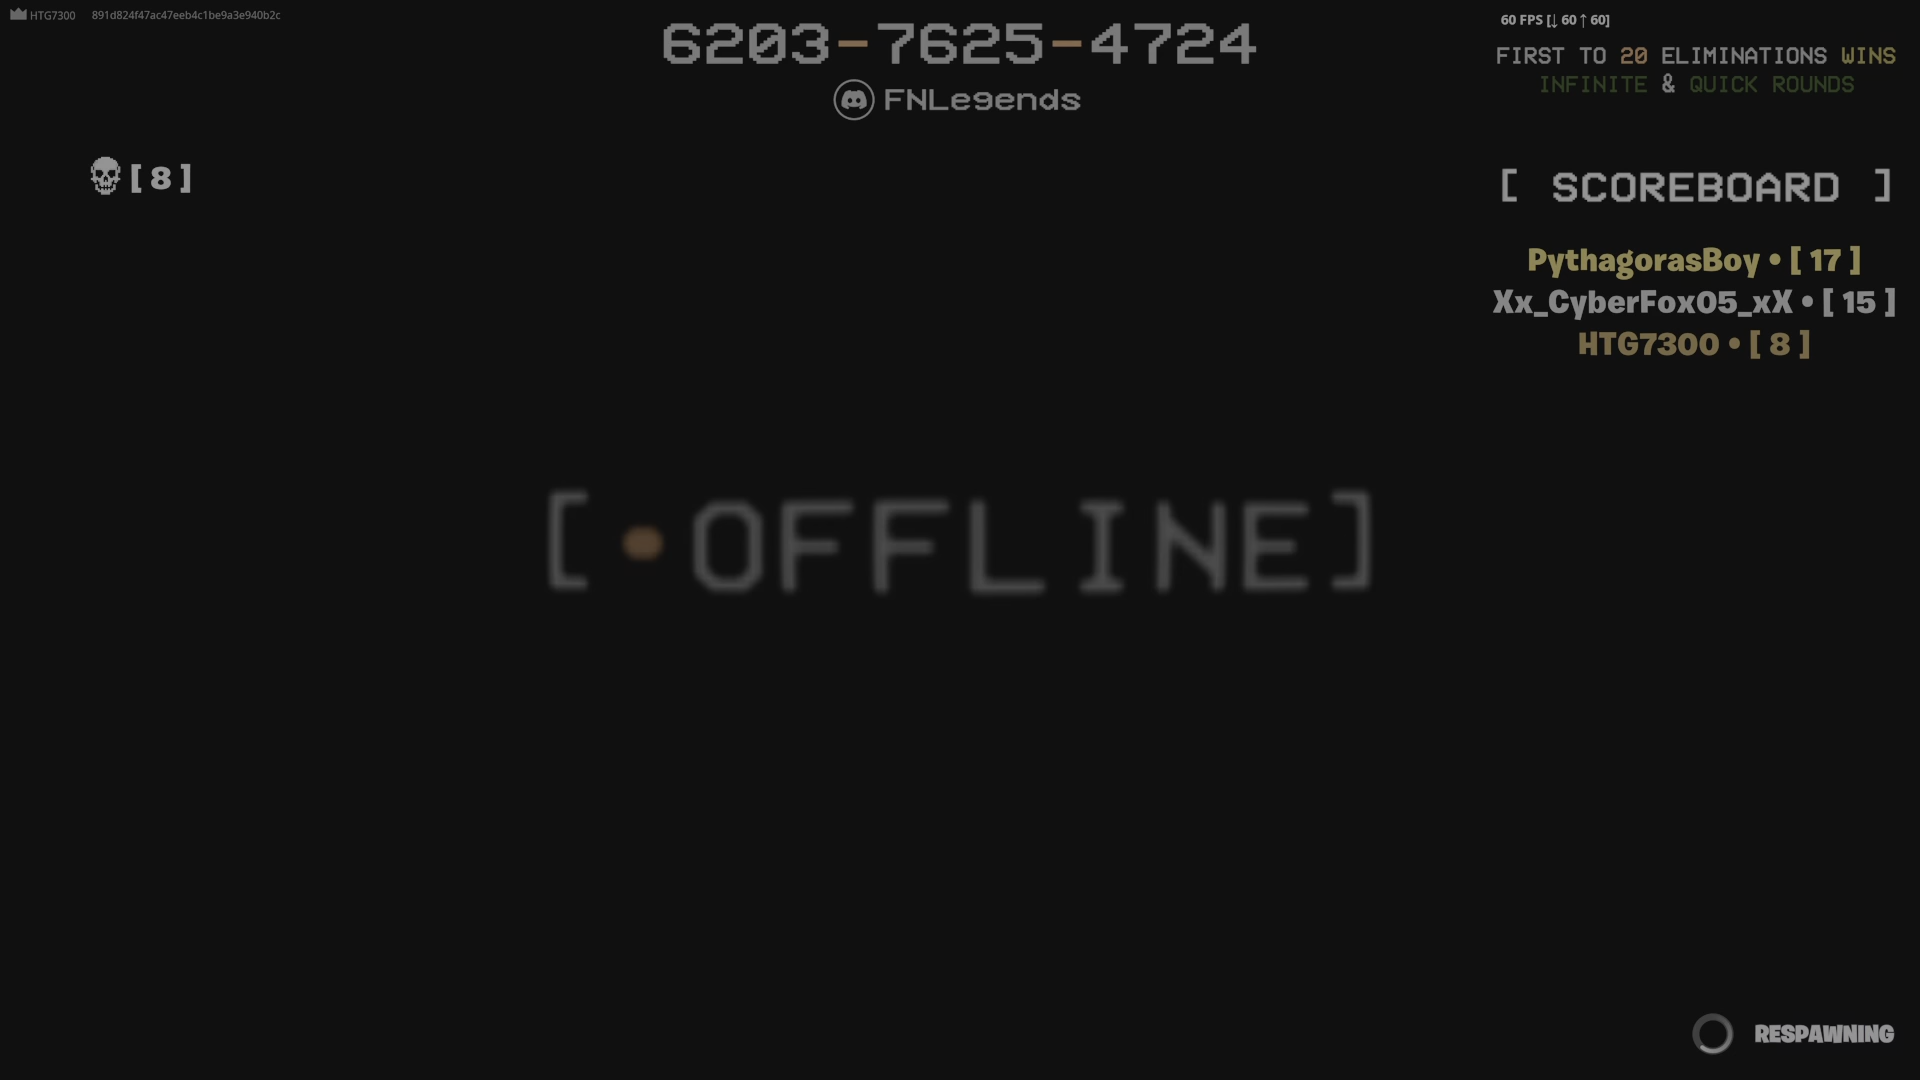 HTG7300 891d824f47ac47eeb4c1be9a3e940b2c
6203-7625-4724
FNLegends
60 FPS [↓ 60 ↑ 60]
FIRST TO 20 ELIMINATIONS WINS
INFINITE & QUICK ROUNDS
[ 8 ]
[ SCOREBOARD ]
PythagorasBoy • [ 17 ]
Xx_CyberFox05_xX • [ 15 ]
HTG7300 • [ 8 ]
[•OFFLINE]
RESPAWNING